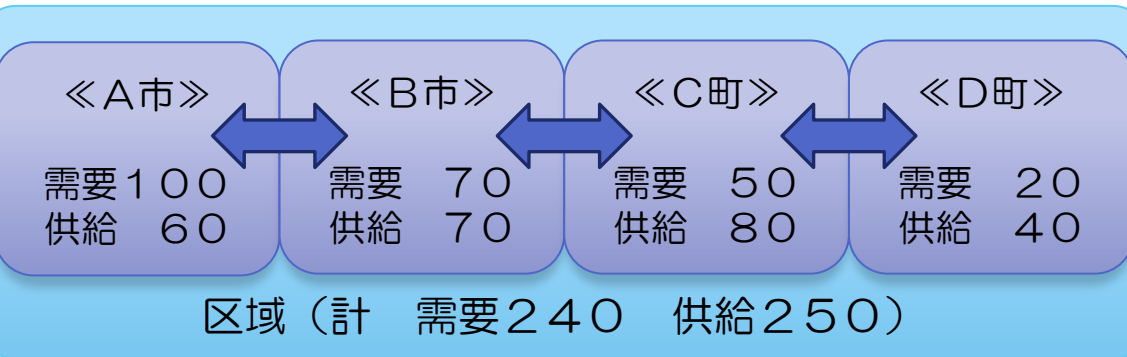 ≪A市≫
需要100
供給　60
≪B市≫
需要　70
供給　70
≪C町≫
需要　50
供給　80
≪D町≫
需要　20
供給　40
区域（計　需要240　供給250）